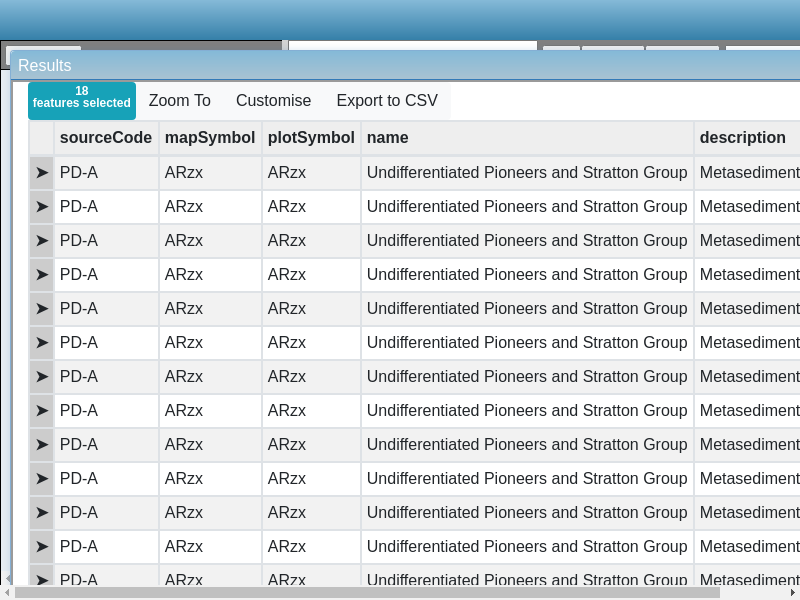 Results
18
features selected
Zoom To Customise Export to CSV
sourceCode mapSymbol plotSymbol name description
➤ PD-A ARzx ARzx Undifferentiated Pioneers and Stratton Group Metasediment
➤ PD-A ARzx ARzx Undifferentiated Pioneers and Stratton Group Metasediment
➤ PD-A ARzx ARzx Undifferentiated Pioneers and Stratton Group Metasediment
➤ PD-A ARzx ARzx Undifferentiated Pioneers and Stratton Group Metasediment
➤ PD-A ARzx ARzx Undifferentiated Pioneers and Stratton Group Metasediment
➤ PD-A ARzx ARzx Undifferentiated Pioneers and Stratton Group Metasediment
➤ PD-A ARzx ARzx Undifferentiated Pioneers and Stratton Group Metasediment
➤ PD-A ARzx ARzx Undifferentiated Pioneers and Stratton Group Metasediment
➤ PD-A ARzx ARzx Undifferentiated Pioneers and Stratton Group Metasediment
➤ PD-A ARzx ARzx Undifferentiated Pioneers and Stratton Group Metasediment
➤ PD-A ARzx ARzx Undifferentiated Pioneers and Stratton Group Metasediment
➤ PD-A ARzx ARzx Undifferentiated Pioneers and Stratton Group Metasediment
➤ PD-A ARzx ARzx Undifferentiated Pioneers and Stratton Group Metasediment